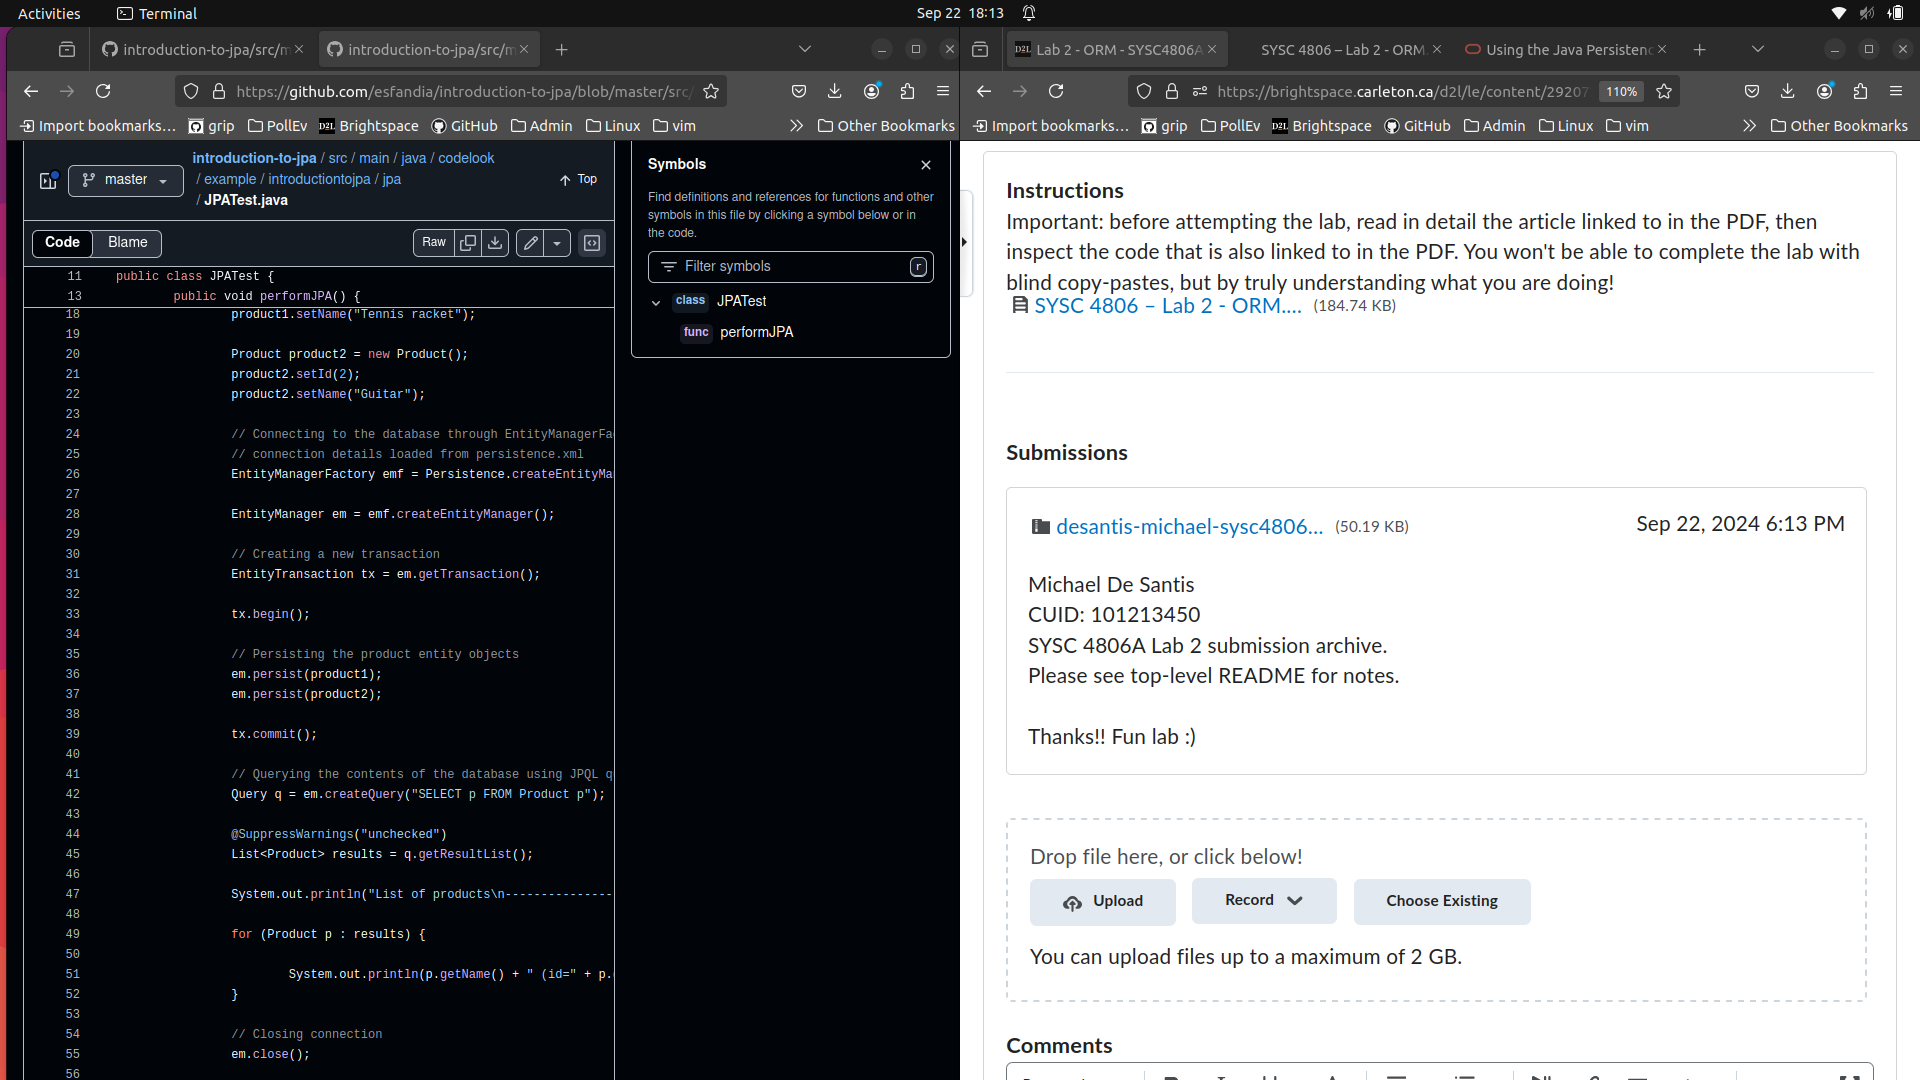 Activities
Terminal
Sep 22 18:13
introduction-to-jpa/src/m
introduction-to-jpa/src/m
https://github.com/esfandia/introduction-to-jpa/blob/master/src/
Import bookmarks…
grip
PollEv
D2L Brightspace
GitHub
Admin
Linux
vim
Other Bookmarks
master
introduction-to-jpa / src / main / java / codelook
/ example / introductiontojpa / jpa
/ JPATest.java
Top
Code
Blame
Raw
11 public class JPATest {
13 public void performJPA() {
18 product1.setName("Tennis racket");
19
20 Product product2 = new Product();
21 product2.setId(2);
22 product2.setName("Guitar");
23
24 // Connecting to the database through EntityManagerFa
25 // connection details loaded from persistence.xml
26 EntityManagerFactory emf = Persistence.createEntityMa
27
28 EntityManager em = emf.createEntityManager();
29
30 // Creating a new transaction
31 EntityTransaction tx = em.getTransaction();
32
33 tx.begin();
34
35 // Persisting the product entity objects
36 em.persist(product1);
37 em.persist(product2);
38
39 tx.commit();
40
41 // Querying the contents of the database using JPQL q
42 Query q = em.createQuery("SELECT p FROM Product p");
43
44 @SuppressWarnings("unchecked")
45 List<Product> results = q.getResultList();
46
47 System.out.println("List of products\n---------------
48
49 for (Product p : results) {
50
51 System.out.println(p.getName() + " (id=" + p.
52 }
53
54 // Closing connection
55 em.close();
56
Symbols
Find definitions and references for functions and other
symbols in this file by clicking a symbol below or in
the code.
Filter symbols
r
class JPATest
func performJPA
D2L Lab 2 - ORM - SYSC4806A
SYSC 4806 – Lab 2 - ORM
Using the Java Persistenc
https://brightspace.carleton.ca/d2l/le/content/29207
110%
Import bookmarks…
grip
PollEv
D2L Brightspace
GitHub
Admin
Linux
vim
Other Bookmarks
Instructions
Important: before attempting the lab, read in detail the article linked to in the PDF, then
inspect the code that is also linked to in the PDF. You won't be able to complete the lab with
blind copy-pastes, but by truly understanding what you are doing!
SYSC 4806 – Lab 2 - ORM.... (184.74 KB)
Submissions
desantis-michael-sysc4806... (50.19 KB)
Sep 22, 2024 6:13 PM
Michael De Santis
CUID: 101213450
SYSC 4806A Lab 2 submission archive.
Please see top-level README for notes.
Thanks!! Fun lab :)
Drop file here, or click below!
Upload
Record
Choose Existing
You can upload files up to a maximum of 2 GB.
Comments